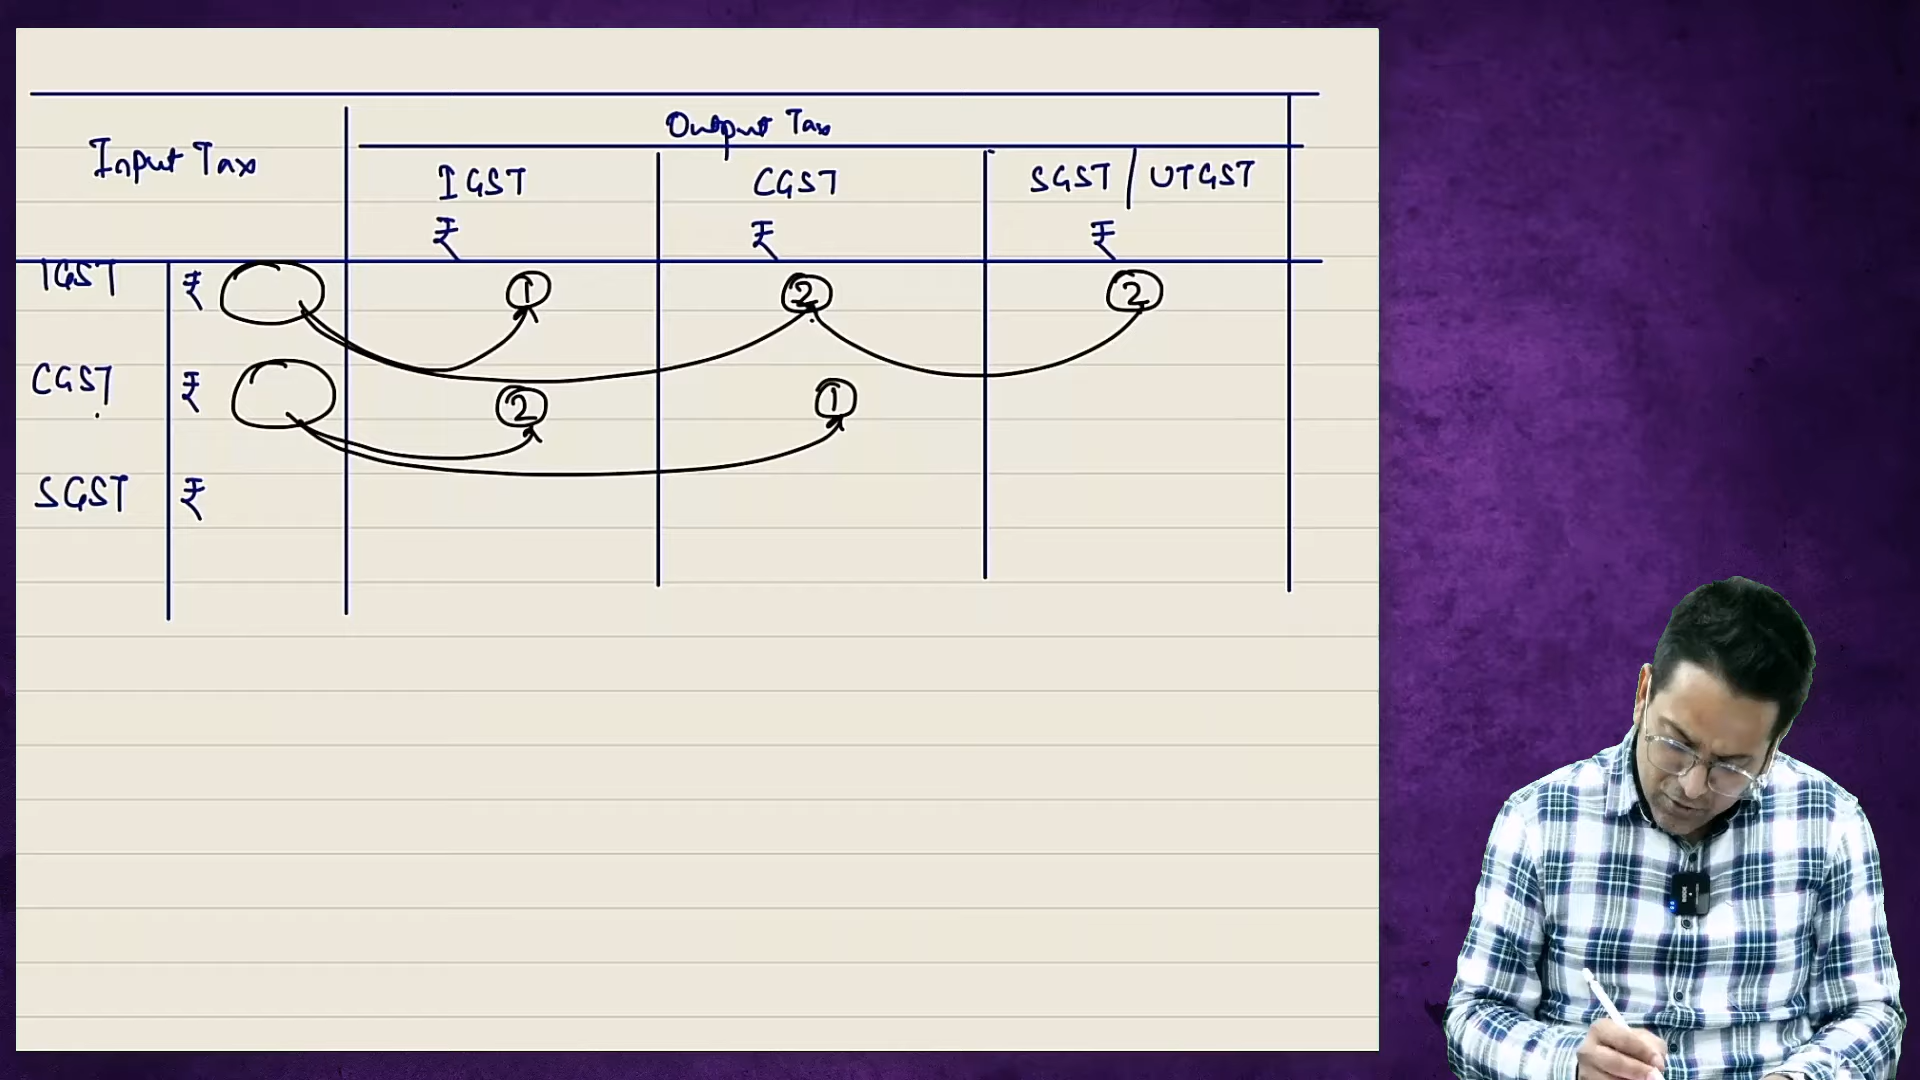 Output Tax
Input Tax
IGST CGST SGST / UTGST
₹ ₹ ₹
IGST ₹ 1 2 2
CGST ₹ 2 1
SGST ₹